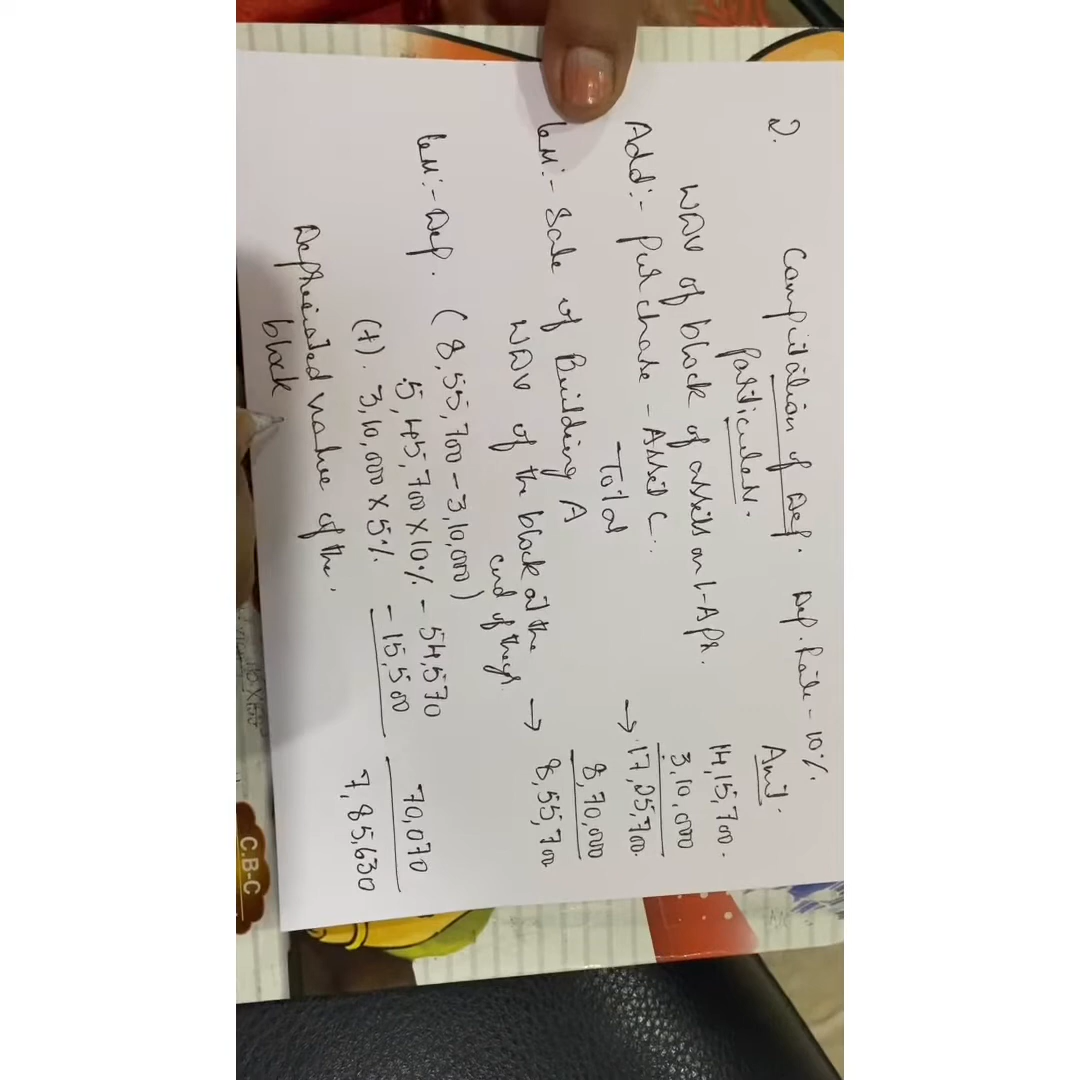 2. Computation of Dep. Dep. Rate - 10%.
Particulars. Amt.
WDV of block of assets on 1-Apr. 14,15,700.
Add:- Purchase - Asset C. 3,10,000
Total → 17,25,700.
Less:- Sale of Building A 8,70,000
WDV of the block at the end of the yr. → 8,55,700
Less:- Dep. (8,55,700 - 3,10,000)
5,45,700 X 10% - 54,570
(+). 3,10,000 X 5% - 15,500 70,070
Depreciated value of the. 7,85,630
block
C.B-C